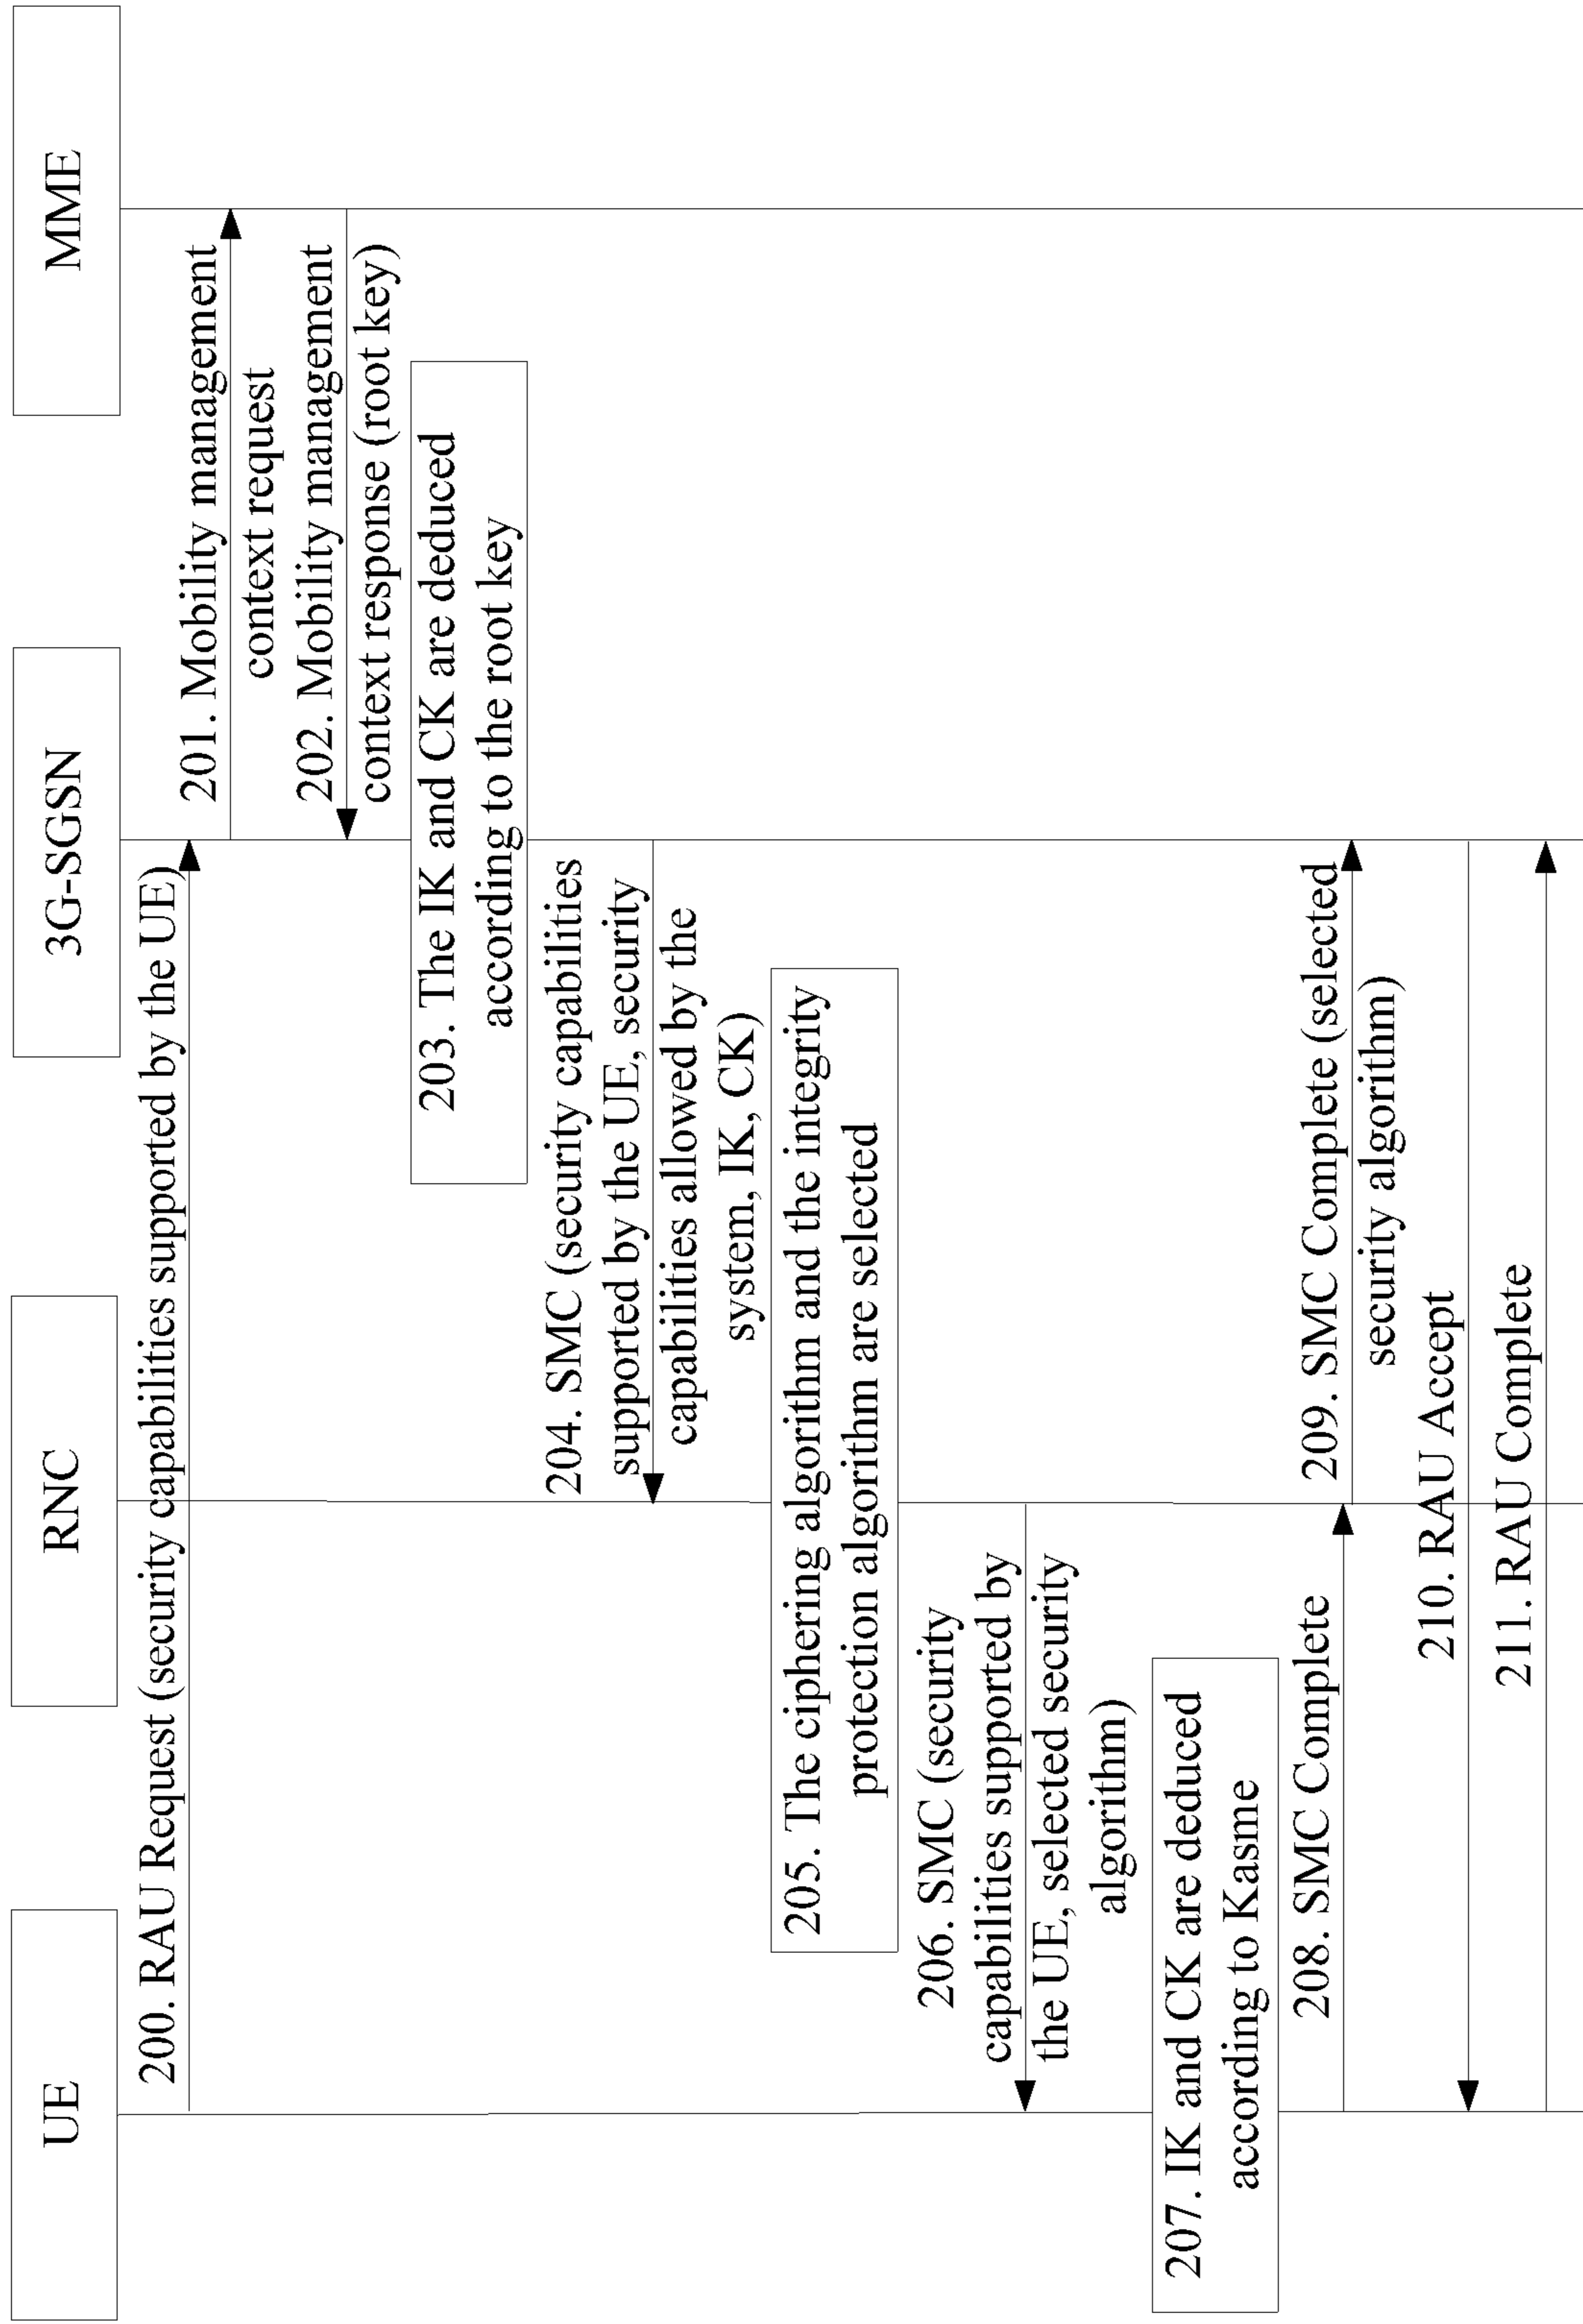 UE
RNC
3G-SGSN
MME
200. RAU Request (security capabilities supported by the UE)
201. Mobility management
context request
202. Mobility management
context response (root key)
203. The IK and CK are deduced
according to the root key
204. SMC (security capabilities
supported by the UE, security
capabilities allowed by the
system, IK, CK)
205. The ciphering algorithm and the integrity
protection algorithm are selected
206. SMC (security
capabilities supported by
the UE, selected security
algorithm)
207. IK and CK are deduced
according to Kasme
208. SMC Complete
209. SMC Complete (selected
security algorithm)
210. RAU Accept
211. RAU Complete